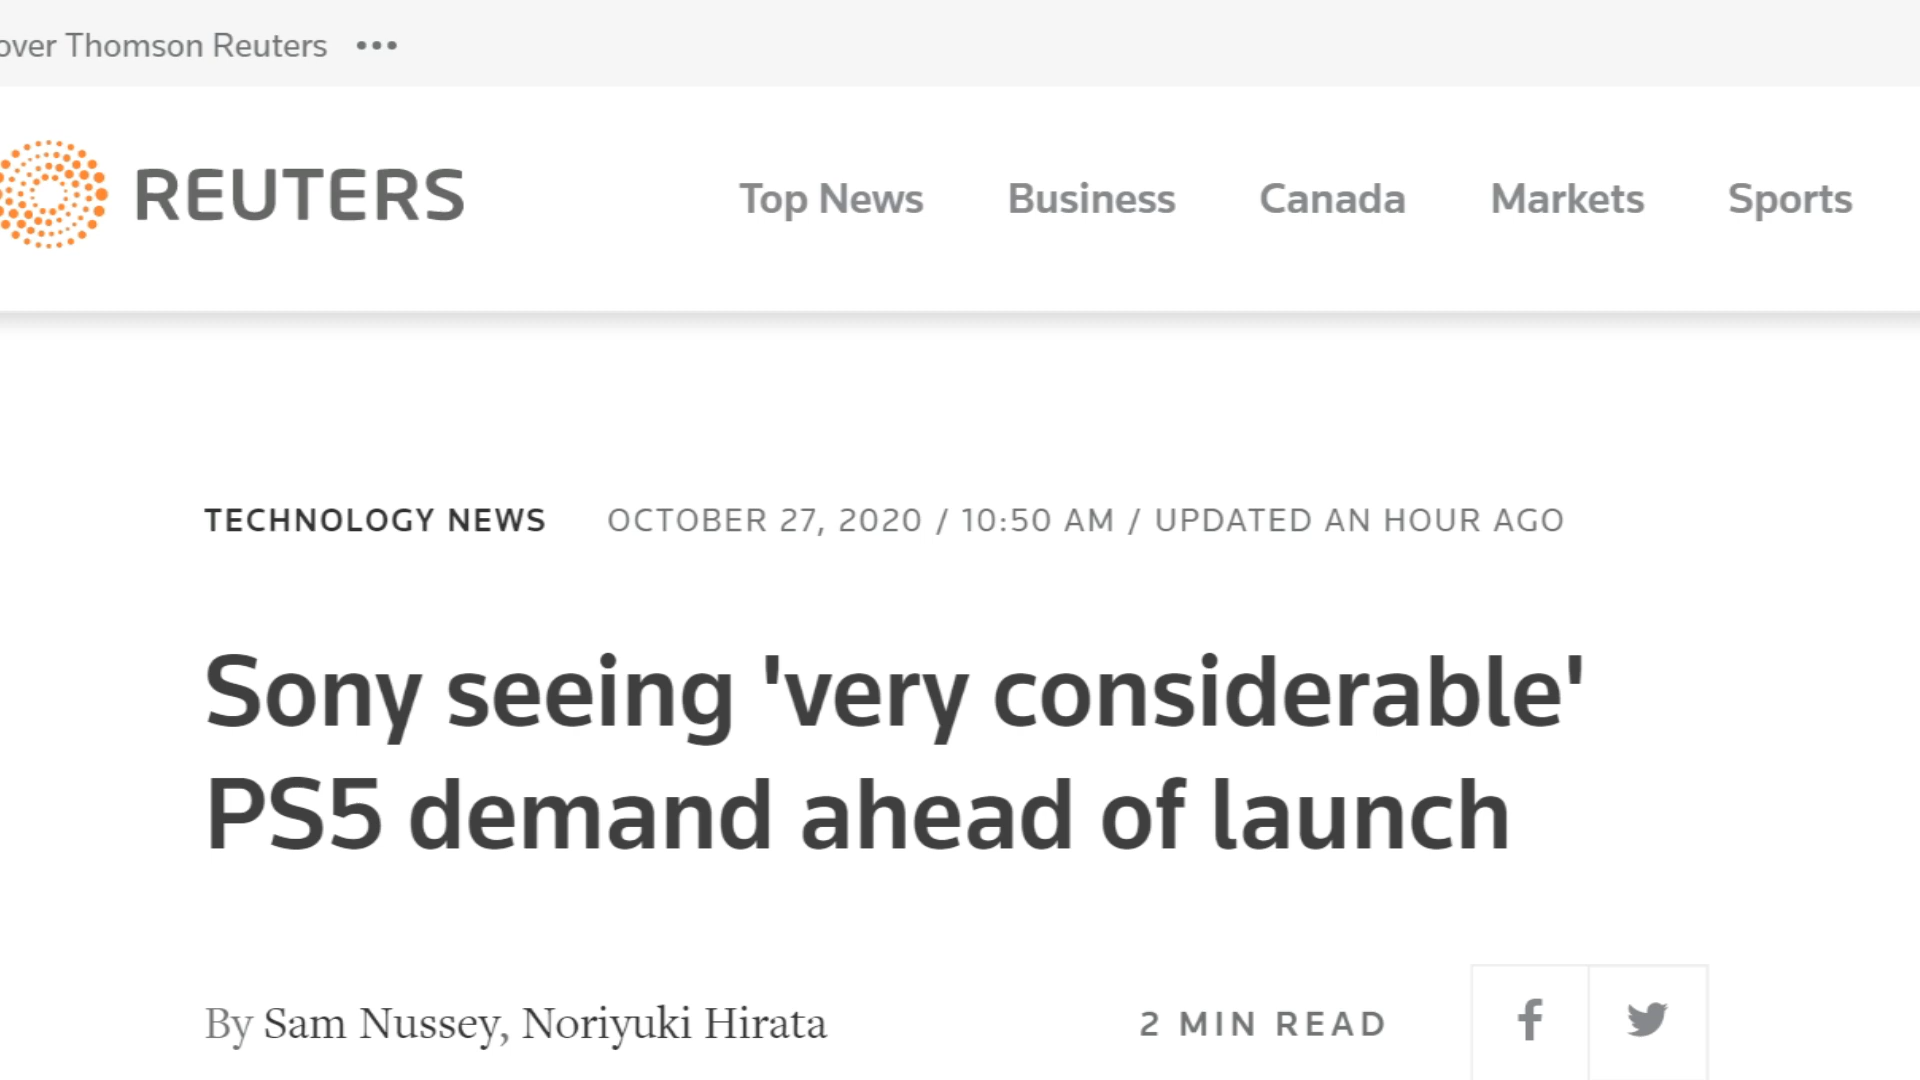 over Thomson Reuters
REUTERS
Top News Business Canada Markets Sports
TECHNOLOGY NEWS OCTOBER 27, 2020 / 10:50 AM / UPDATED AN HOUR AGO
Sony seeing 'very considerable'
PS5 demand ahead of launch
By Sam Nussey, Noriyuki Hirata 2 MIN READ